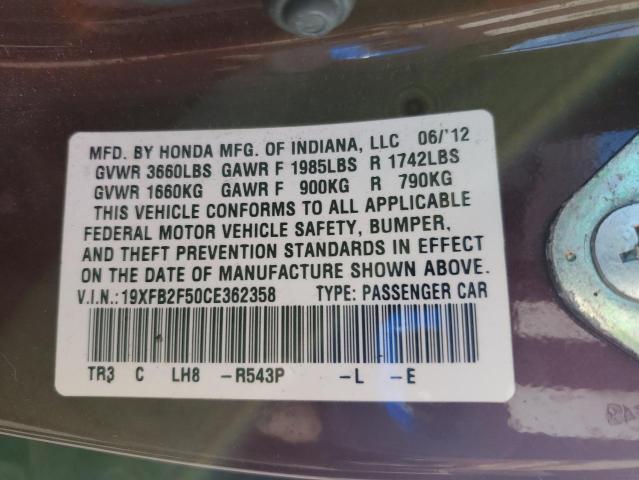 MFD. BY HONDA MFG. OF INDIANA, LLC 06/'12
GVWR 3660LBS GAWR F 1985LBS R 1742LBS
GVWR 1660KG GAWR F 900KG R 790KG
THIS VEHICLE CONFORMS TO ALL APPLICABLE
FEDERAL MOTOR VEHICLE SAFETY, BUMPER,
AND THEFT PREVENTION STANDARDS IN EFFECT
ON THE DATE OF MANUFACTURE SHOWN ABOVE.
V.I.N.:19XFB2F50CE362358 TYPE: PASSENGER CAR
TR3 C LH8 -R543P -L -E